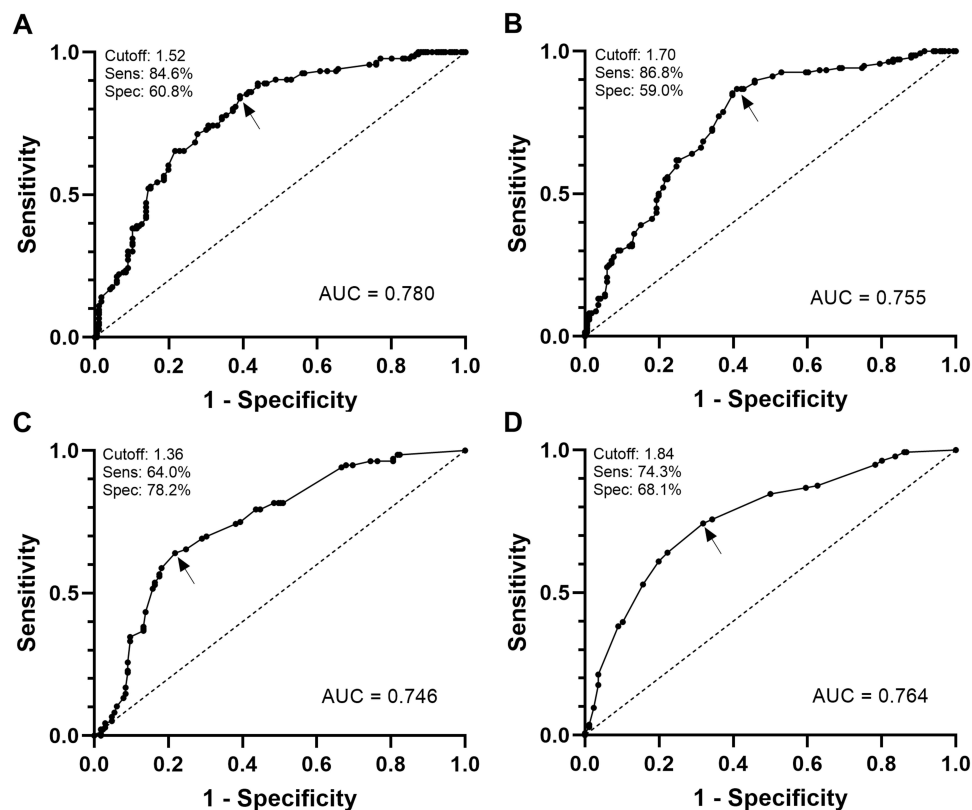 A
Cutoff: 1.52
Sens: 84.6%
Spec: 60.8%
1.0
0.5
0.0
Sensitivity
AUC = 0.780
0.0 0.2 0.4 0.6 0.8 1.0
1 - Specificity
B
Cutoff: 1.70
Sens: 86.8%
Spec: 59.0%
1.0
0.5
0.0
Sensitivity
AUC = 0.755
0.0 0.2 0.4 0.6 0.8 1.0
1 - Specificity
C
Cutoff: 1.36
Sens: 64.0%
Spec: 78.2%
1.0
0.5
0.0
Sensitivity
AUC = 0.746
0.0 0.2 0.4 0.6 0.8 1.0
1 - Specificity
D
Cutoff: 1.84
Sens: 74.3%
Spec: 68.1%
1.0
0.5
0.0
Sensitivity
AUC = 0.764
0.0 0.2 0.4 0.6 0.8 1.0
1 - Specificity